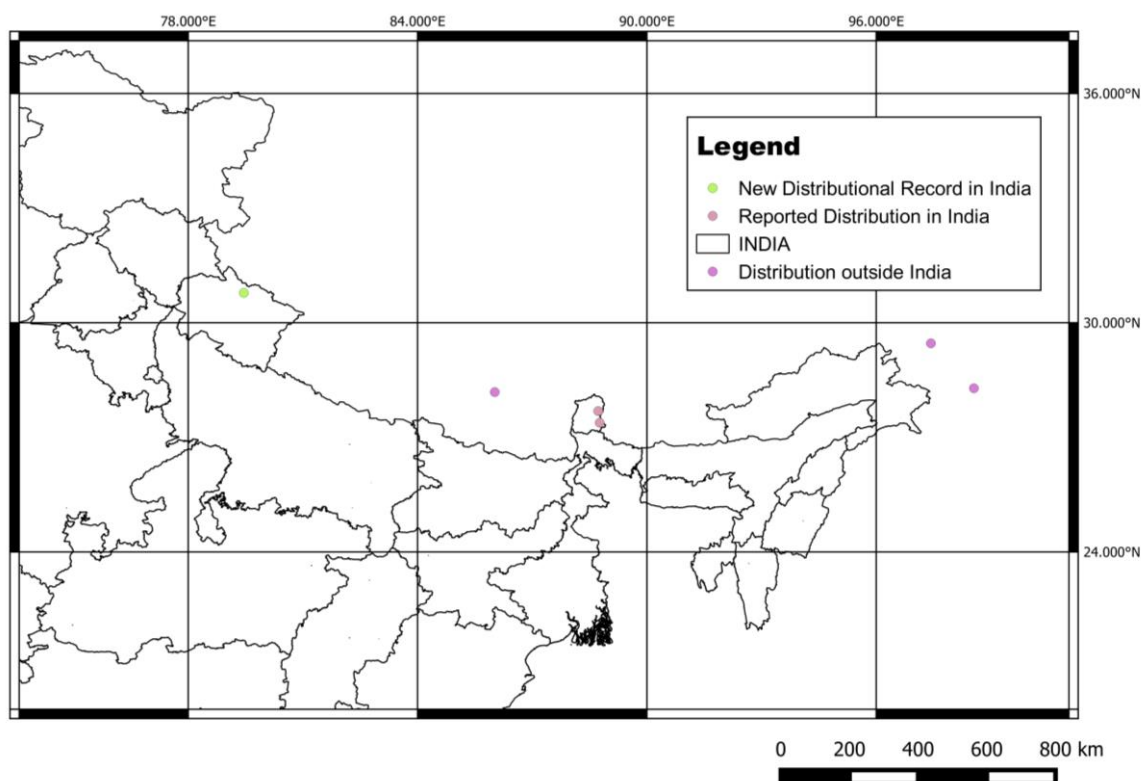 78.000°E 84.000°E 90.000°E 96.000°E
36.000°N
Legend
New Distributional Record in India
Reported Distribution in India
INDIA
Distribution outside India
30.000°N
24.000°N
0 200 400 600 800 km